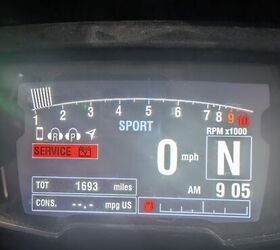 1 2 3 4 5 6 7 8 9
SPORT
RPM x1000
R P
SERVICE
0 mph
N
TOT 1693 miles
AM 9 05
CONS. --.- mpg US